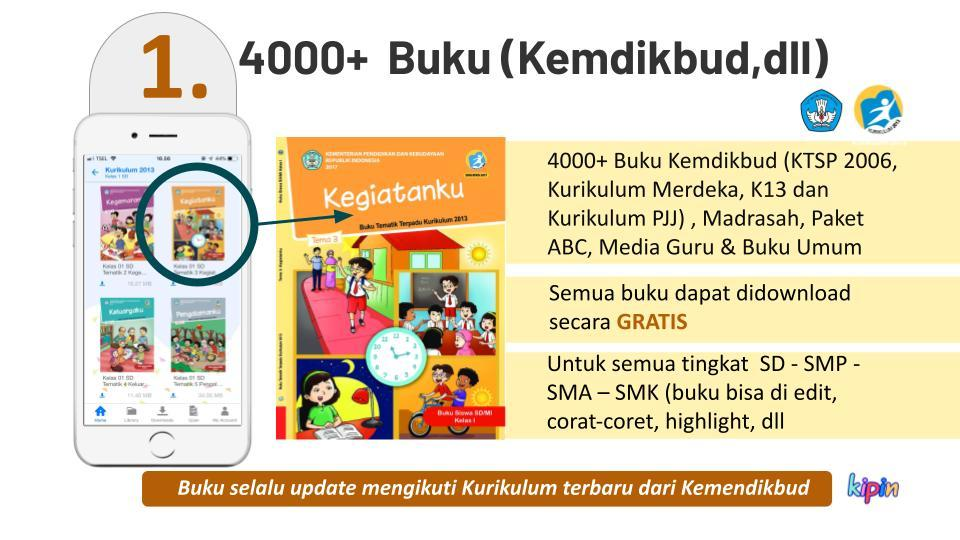 1.
4000+ Buku (Kemdikbud,dll)
TSEL
16.56
44%
Kurikulum 2013
Kelas 1 SD
Kegemaran
Kegiatanku
Kelas 01 SD
Tematik 2 Kege...
Kelas 01 SD
Tematik 3 Kegiat
16.27 MB
Keluargaku
Pengalamanku
Kelas 01 SD
Tematik 4 Keluar...
Kelas 01 SD
Tematik 5 Pengal...
11.40 MB
Home
Library
Downloads
My Account
KEMENTERIAN PENDIDIKAN DAN KEBUDAYAAN
REPUBLIK INDONESIA
2017
Kegiatanku
Buku Tematik Terpadu Kurikulum 2013
Tema 3
Buku Siswa SD/MI
Kelas I
4000+ Buku Kemdikbud (KTSP 2006,
Kurikulum Merdeka, K13 dan
Kurikulum PJJ) , Madrasah, Paket
ABC, Media Guru & Buku Umum
Semua buku dapat didownload
secara GRATIS
Untuk semua tingkat SD - SMP -
SMA – SMK (buku bisa di edit,
corat-coret, highlight, dll
Buku selalu update mengikuti Kurikulum terbaru dari Kemendikbud
kipin